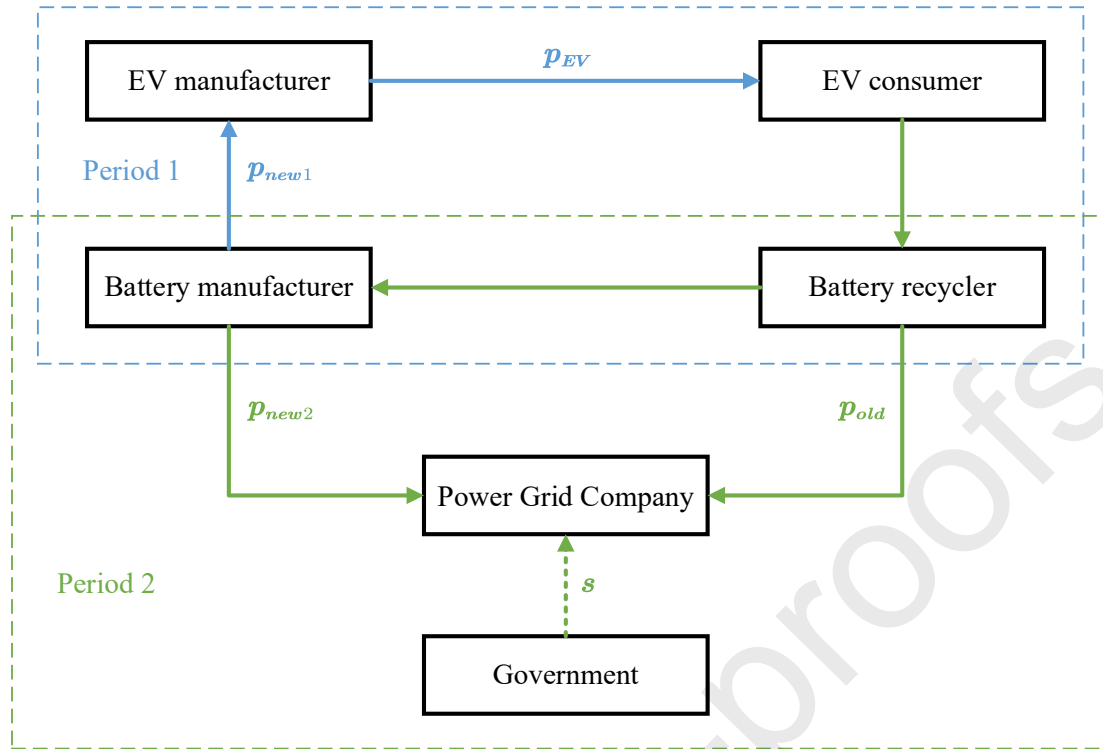 EV manufacturer
p_EV
EV consumer
Period 1
p_new1
Battery manufacturer
Battery recycler
p_new2
p_old
Power Grid Company
Period 2
s
Government
proofs